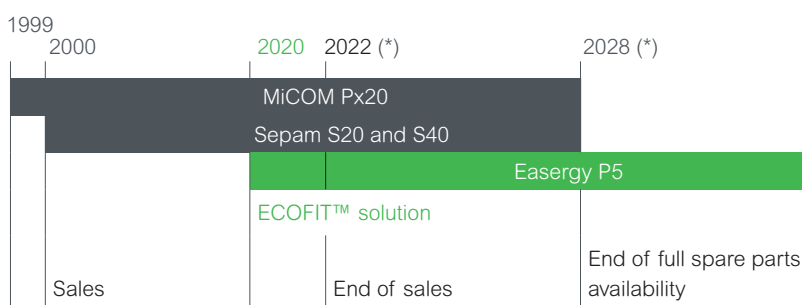 1999
2000
2020
2022 (*)
2028 (*)
MiCOM Px20
Sepam S20 and S40
Easergy P5
ECOFIT™ solution
Sales
End of sales
End of full spare parts
availability